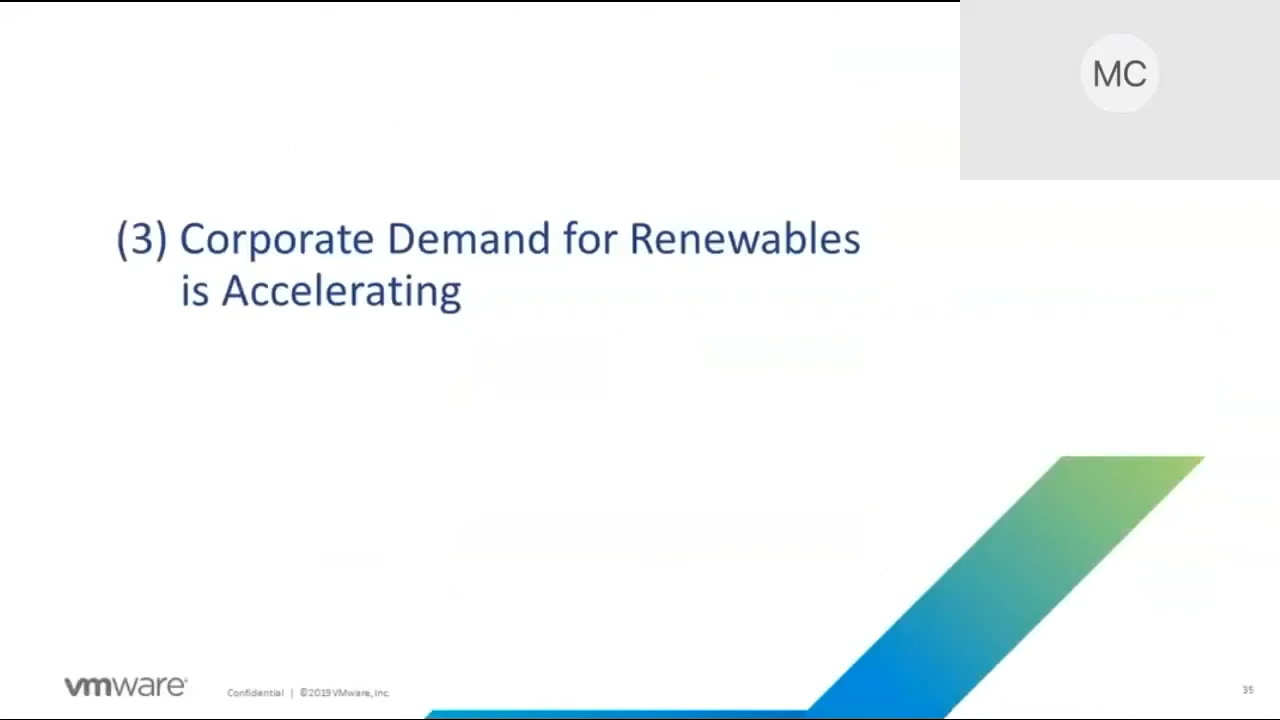 MC
(3) Corporate Demand for Renewables
is Accelerating
vmware
Confidential | ©2019 VMware, Inc.
35